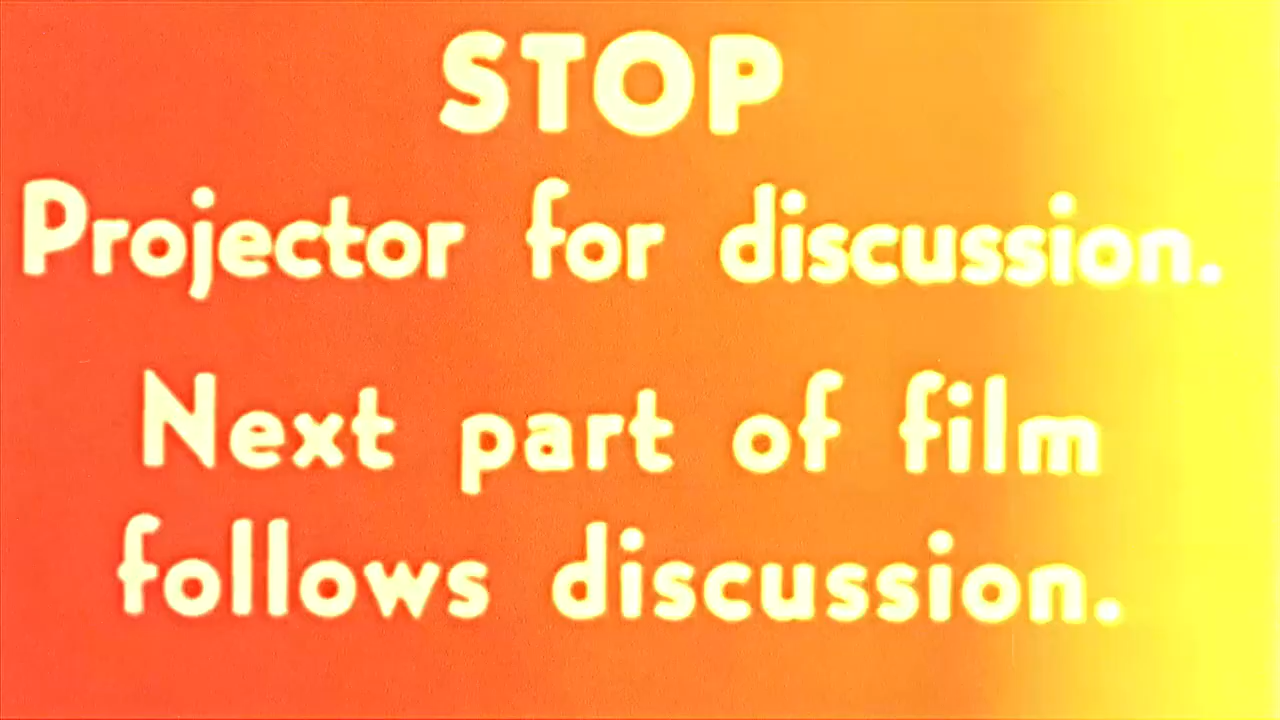 STOP
Projector for discussion.
Next part of film
follows discussion.